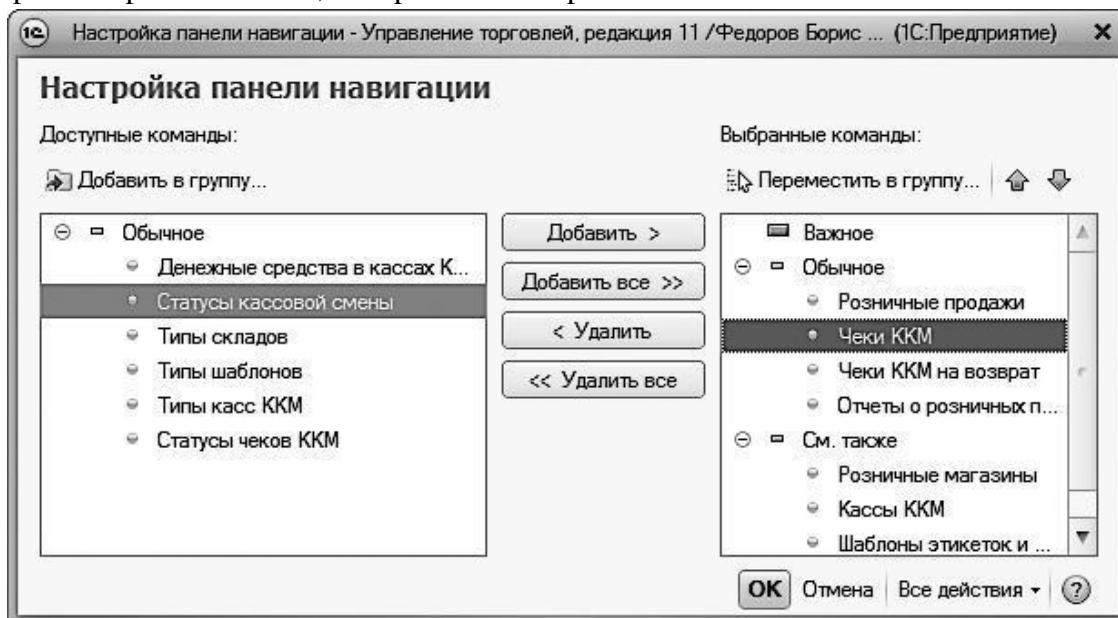 Настройка панели навигации - Управление торговлей, редакция 11 /Федоров Борис ... (1С:Предприятие)
Настройка панели навигации
Доступные команды:
Выбранные команды:
Добавить в группу...
Переместить в группу...
Обычное
Денежные средства в кассах К...
Статусы кассовой смены
Типы складов
Типы шаблонов
Типы касс ККМ
Статусы чеков ККМ
Добавить >
Добавить все >>
< Удалить
<< Удалить все
Важное
Обычное
Розничные продажи
Чеки ККМ
Чеки ККМ на возврат
Отчеты о розничных п...
См. также
Розничные магазины
Кассы ККМ
Шаблоны этикеток и ...
OK Отмена Все действия ?